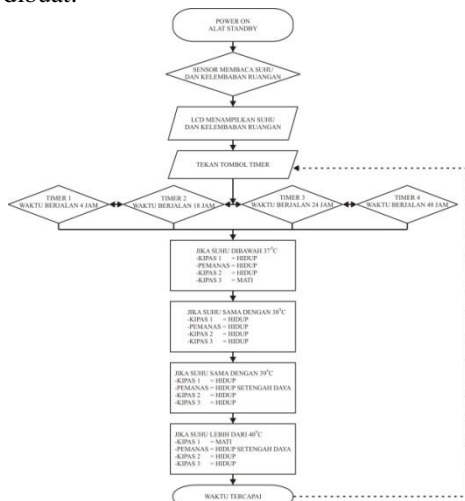 dibuat.
POWER ON
ALAT STANDBY
SENSOR MEMBACA SUHU
DAN KELEMBABAN RUANGAN
LCD MENAMPILKAN SUHU
DAN KELEMBABAN RUANGAN
TEKAN TOMBOL TIMER
TIMER 1
WAKTU BERJALAN 4 JAM
TIMER 2
WAKTU BERJALAN 18 JAM
TIMER 3
WAKTU BERJALAN 24 JAM
TIMER 4
WAKTU BERJALAN 48 JAM
JIKA SUHU DIBAWAH 37°C
-KIPAS 1 = HIDUP
-PEMANAS = HIDUP
-KIPAS 2 = HIDUP
-KIPAS 3 = MATI
JIKA SUHU SAMA DENGAN 38°C
-KIPAS 1 = HIDUP
-PEMANAS = HIDUP
-KIPAS 2 = HIDUP
-KIPAS 3 = HIDUP
JIKA SUHU SAMA DENGAN 39°C
-KIPAS 1 = HIDUP
-PEMANAS = HIDUP SETENGAH DAYA
-KIPAS 2 = HIDUP
-KIPAS 3 = HIDUP
JIKA SUHU LEBIH DARI 40°C
-KIPAS 1 = MATI
-PEMANAS = HIDUP SETENGAH DAYA
-KIPAS 2 = HIDUP
-KIPAS 3 = HIDUP
WAKTU TERCAPAI